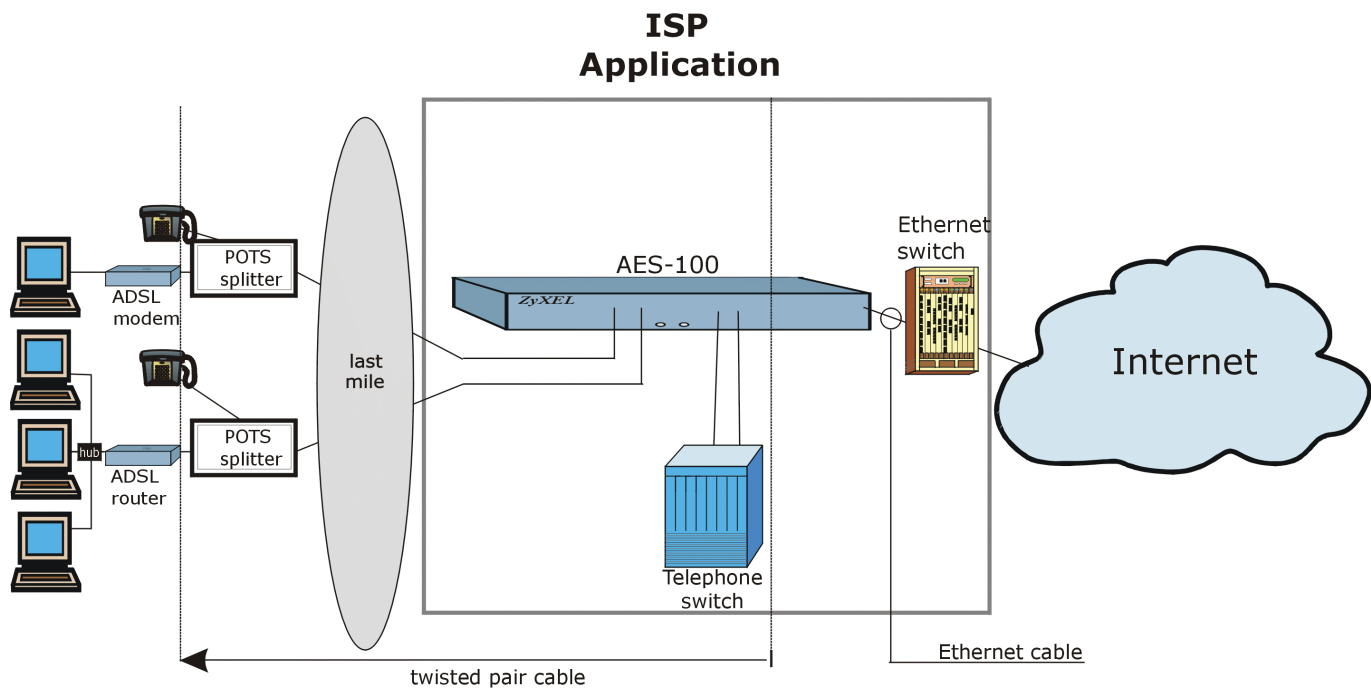 ISP
Application
Ethernet
switch
AES-100
ZyXEL
POTS
splitter
ADSL
modem
last
mile
Internet
POTS
splitter
hub
ADSL
router
Telephone
switch
Ethernet cable
twisted pair cable